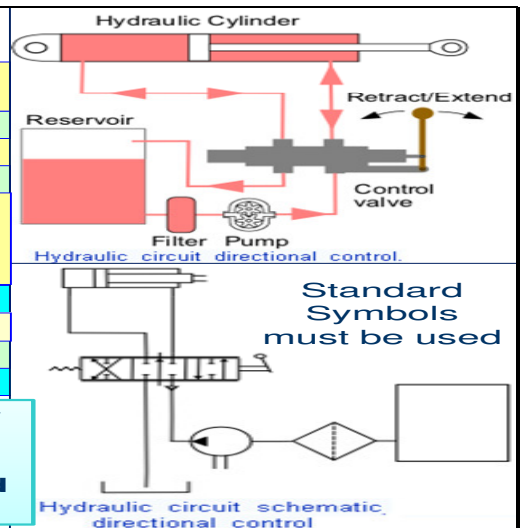 Hydraulic Cylinder
Retract/Extend
Reservoir
Control
valve
Filter Pump
Hydraulic circuit directional control.
Standard
Symbols
must be used
Hydraulic circuit schematic
directional control